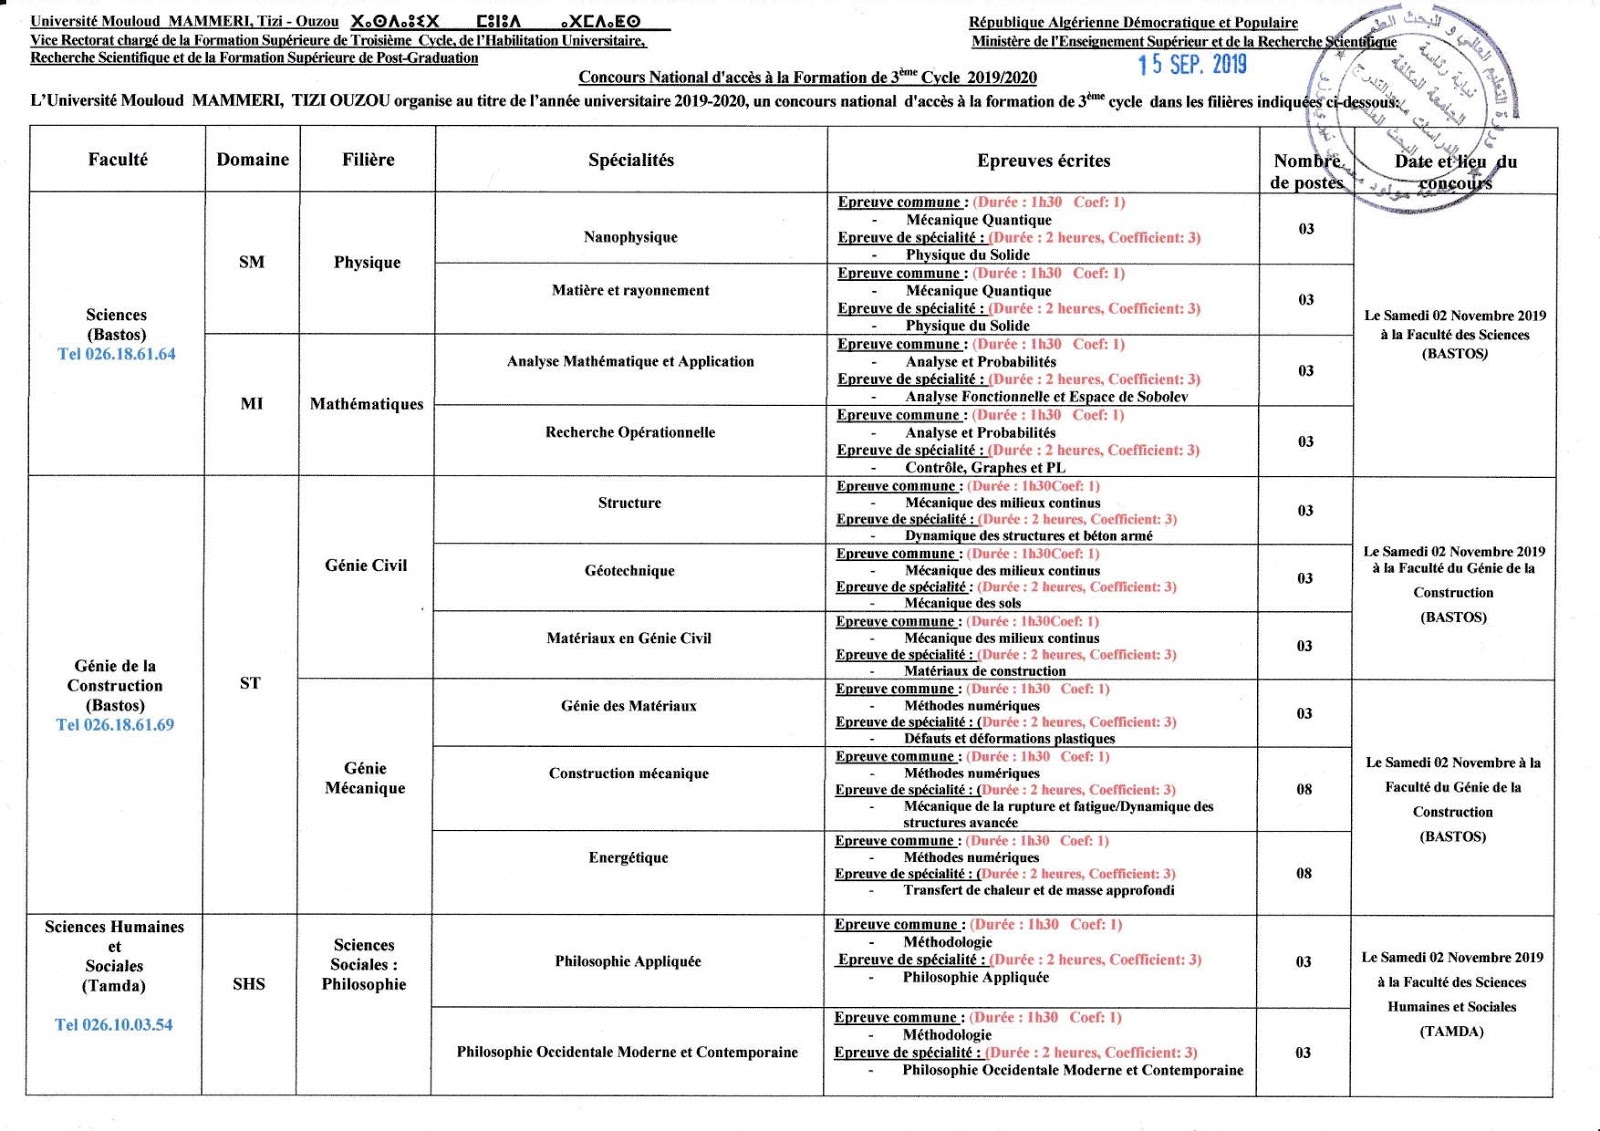 Université Mouloud MAMMERI, Tizi - Ouzou ⵜⴰⵙⴷⴰⵡⵉⵜ ⵎⵓⵍⵓⴷ ⴰⵜⵎⴷⴰⵎⵙ
République Algérienne Démocratique et Populaire
Vice Rectorat chargé de la Formation Supérieure de Troisième Cycle, de l'Habilitation Universitaire,
Ministère de l'Enseignement Supérieur et de la Recherche Scientifique
Recherche Scientifique et de la Formation Supérieure de Post-Graduation
15 SEP. 2019
Concours National d'accès à la Formation de 3ème Cycle 2019/2020
L'Université Mouloud MAMMERI, TIZI OUZOU organise au titre de l'année universitaire 2019-2020, un concours national d'accès à la formation de 3ème cycle dans les filières indiquées ci-dessous:
Faculté Domaine Filière Spécialités Epreuves écrites Nombre de postes Date et lieu du concours
Sciences
(Bastos)
Tel 026.18.61.64
SM
Physique
Nanophysique
Epreuve commune : (Durée : 1h30 Coef: 1)
- Mécanique Quantique
Epreuve de spécialité : (Durée : 2 heures, Coefficient: 3)
- Physique du Solide
03
Matière et rayonnement
Epreuve commune : (Durée : 1h30 Coef: 1)
- Mécanique Quantique
Epreuve de spécialité : (Durée : 2 heures, Coefficient: 3)
- Physique du Solide
03
MI
Mathématiques
Analyse Mathématique et Application
Epreuve commune : (Durée : 1h30 Coef: 1)
- Analyse et Probabilités
Epreuve de spécialité : (Durée : 2 heures, Coefficient: 3)
- Analyse Fonctionnelle et Espace de Sobolev
03
Recherche Opérationnelle
Epreuve commune : (Durée : 1h30 Coef: 1)
- Analyse et Probabilités
Epreuve de spécialité : (Durée : 2 heures, Coefficient: 3)
- Contrôle, Graphes et PL
03
Le Samedi 02 Novembre 2019
à la Faculté des Sciences
(BASTOS)
Génie de la
Construction
(Bastos)
Tel 026.18.61.69
ST
Génie Civil
Structure
Epreuve commune : (Durée : 1h30Coef: 1)
- Mécanique des milieux continus
Epreuve de spécialité : (Durée : 2 heures, Coefficient: 3)
- Dynamique des structures et béton armé
03
Géotechnique
Epreuve commune : (Durée : 1h30Coef: 1)
- Mécanique des milieux continus
Epreuve de spécialité : (Durée : 2 heures, Coefficient: 3)
- Mécanique des sols
03
Matériaux en Génie Civil
Epreuve commune : (Durée : 1h30Coef: 1)
- Mécanique des milieux continus
Epreuve de spécialité : (Durée : 2 heures, Coefficient: 3)
- Matériaux de construction
03
Le Samedi 02 Novembre 2019
à la Faculté du Génie de la
Construction
(BASTOS)
Génie
Mécanique
Génie des Matériaux
Epreuve commune : (Durée : 1h30 Coef: 1)
- Méthodes numériques
Epreuve de spécialité : (Durée : 2 heures, Coefficient: 3)
- Défauts et déformations plastiques
03
Construction mécanique
Epreuve commune : (Durée : 1h30 Coef: 1)
- Méthodes numériques
Epreuve de spécialité : (Durée : 2 heures, Coefficient: 3)
- Mécanique de la rupture et fatigue/Dynamique des
structures avancée
08
Energétique
Epreuve commune : (Durée : 1h30 Coef: 1)
- Méthodes numériques
Epreuve de spécialité : (Durée : 2 heures, Coefficient: 3)
- Transfert de chaleur et de masse approfondi
08
Le Samedi 02 Novembre à la
Faculté du Génie de la
Construction
(BASTOS)
Sciences Humaines
et
Sociales
(Tamda)
Tel 026.10.03.54
SHS
Sciences
Sociales :
Philosophie
Philosophie Appliquée
Epreuve commune : (Durée : 1h30 Coef: 1)
- Méthodologie
Epreuve de spécialité : (Durée : 2 heures, Coefficient: 3)
- Philosophie Appliquée
03
Philosophie Occidentale Moderne et Contemporaine
Epreuve commune : (Durée : 1h30 Coef: 1)
- Méthodologie
Epreuve de spécialité : (Durée : 2 heures, Coefficient: 3)
- Philosophie Occidentale Moderne et Contemporaine
03
Le Samedi 02 Novembre 2019
à la Faculté des Sciences
Humaines et Sociales
(TAMDA)